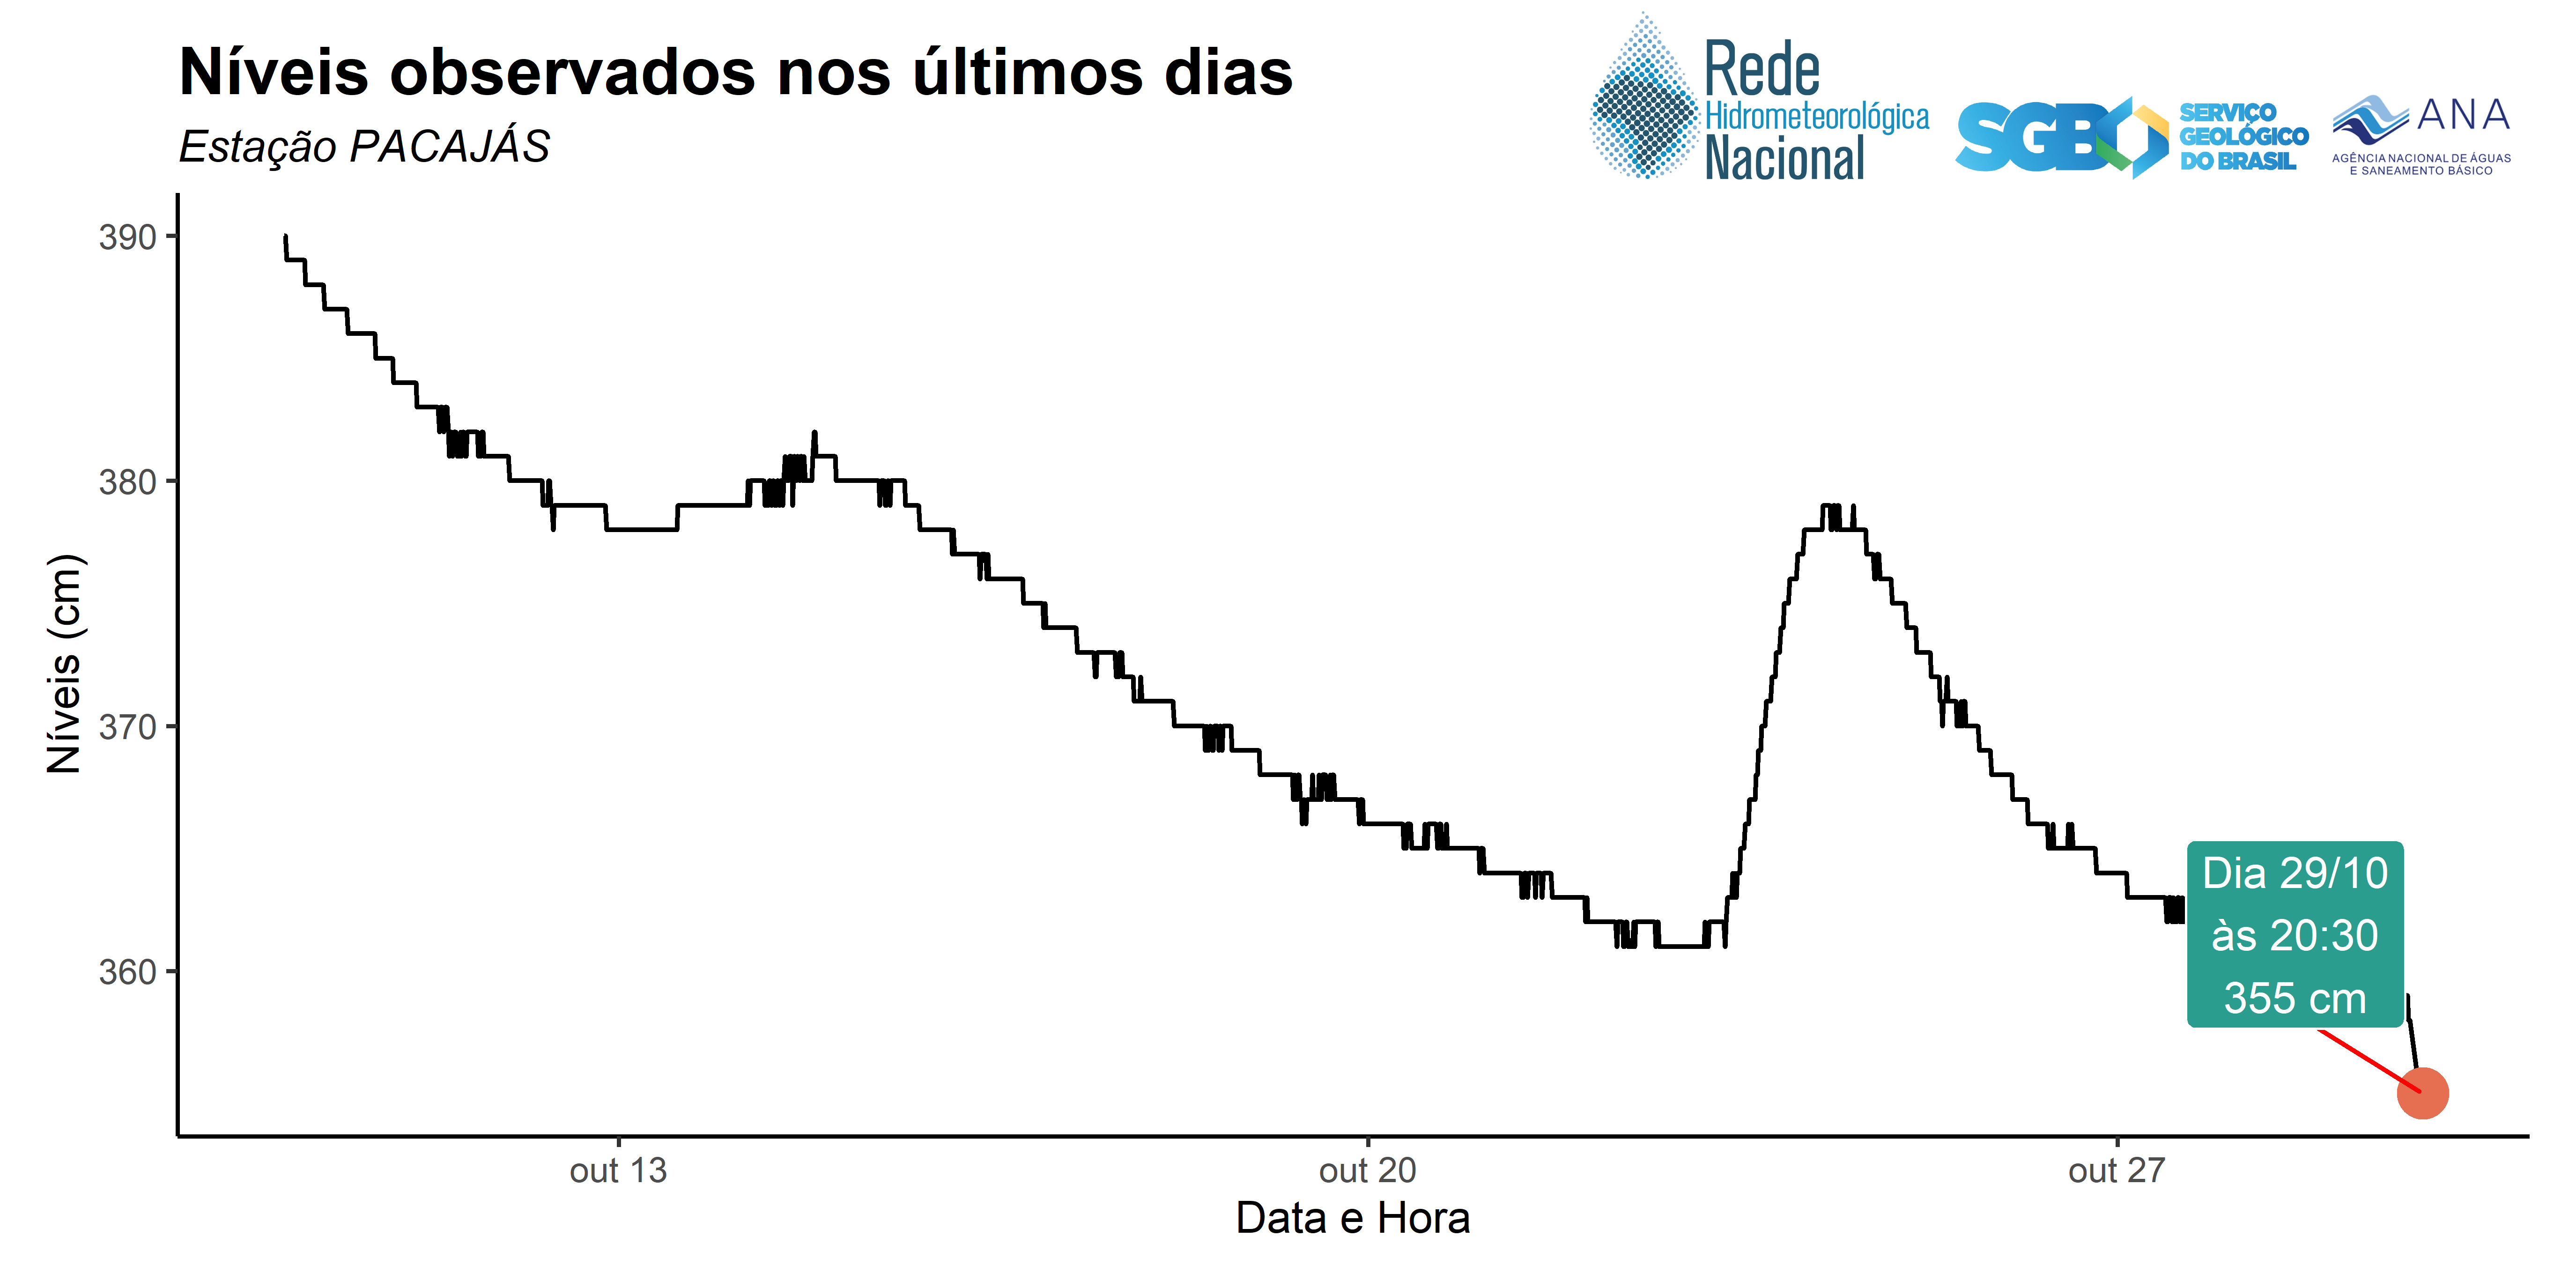 Níveis observados nos últimos dias
Estação PACAJÁS
Rede
Hidrometeorológica
Nacional
SGB
SERVIÇO
GEOLÓGICO
DO BRASIL
ANA
AGÊNCIA NACIONAL DE ÁGUAS
E SANEAMENTO BÁSICO
Níveis (cm)
390
380
370
360
Dia 29/10
às 20:30
355 cm
out 13
out 20
out 27
Data e Hora